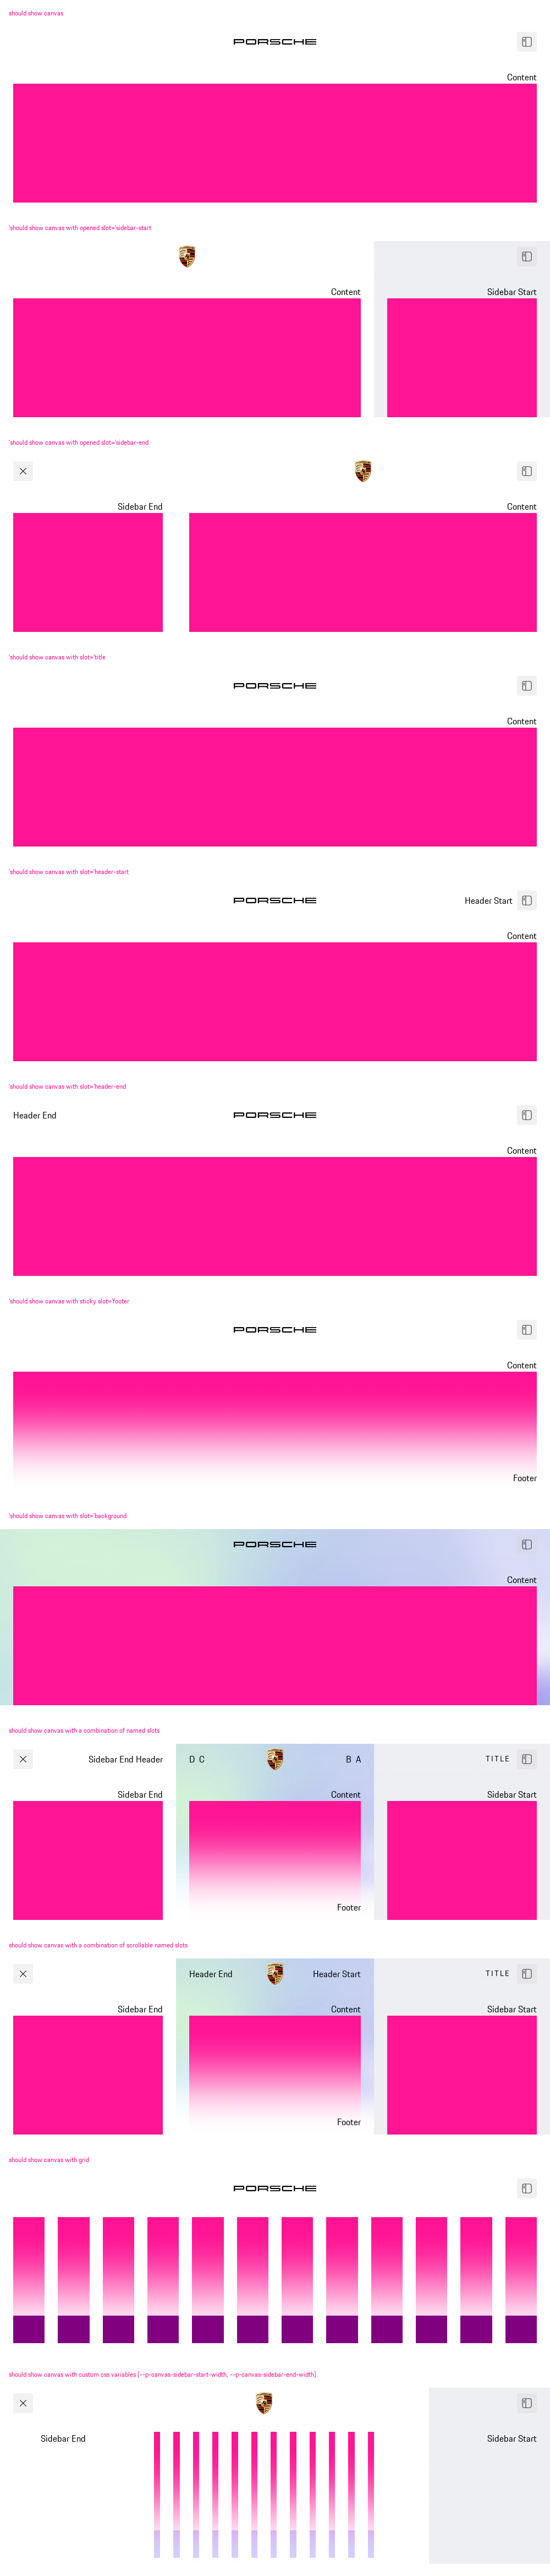 should show canvas
PORSCHE
Content
'should show canvas with opened slot='sidebar-start
Content
Sidebar Start
'should show canvas with opened slot='sidebar-end
Sidebar End
Content
'should show canvas with slot='title
PORSCHE
Content
'should show canvas with slot='header-start
PORSCHE
Header Start
Content
'should show canvas with slot='header-end
Header End
PORSCHE
Content
'should show canvas with sticky slot='footer
PORSCHE
Content
Footer
'should show canvas with slot='background
PORSCHE
Content
should show canvas with a combination of named slots
Sidebar End Header
D C
B A
TITLE
Sidebar End
Content
Sidebar Start
Footer
should show canvas with a combination of scrollable named slots
Header End
Header Start
TITLE
Sidebar End
Content
Sidebar Start
Footer
should show canvas with grid
PORSCHE
should show canvas with custom css variables (--p-canvas-sidebar-start-width, --p-canvas-sidebar-end-width)
Sidebar End
Sidebar Start